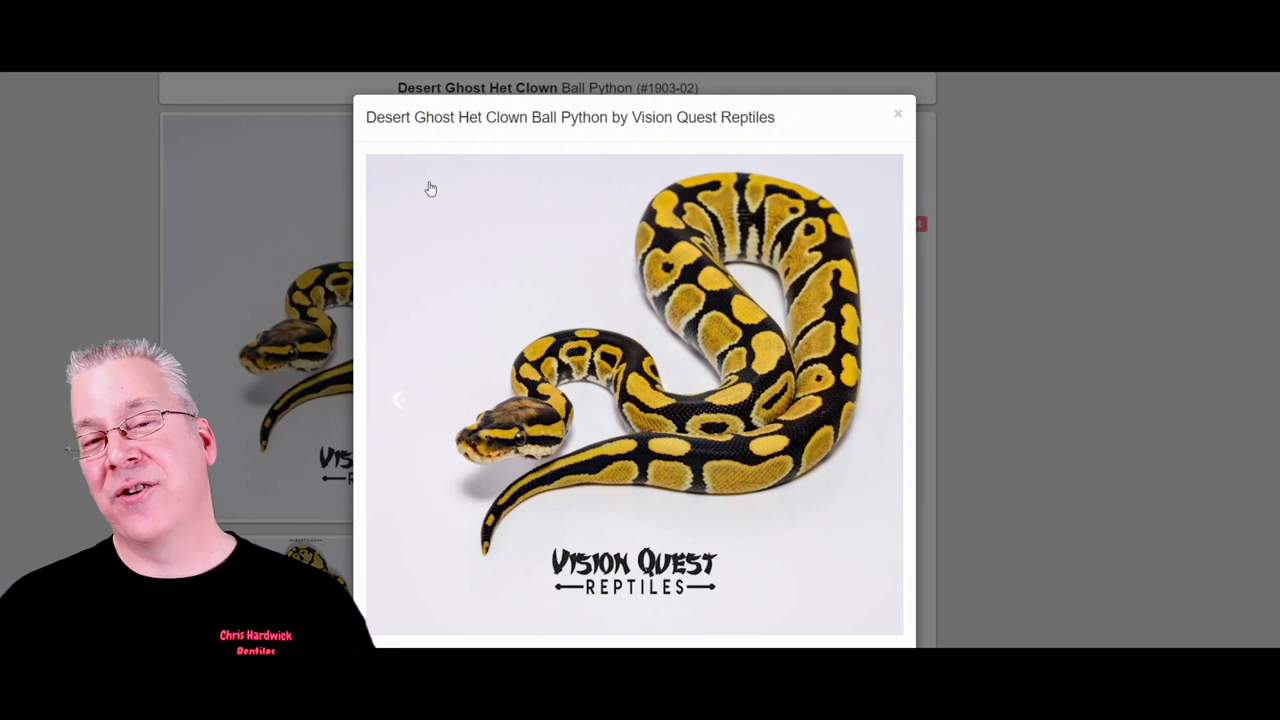 Desert Ghost Het Clown Ball Python (#1903-02)
Desert Ghost Het Clown Ball Python by Vision Quest Reptiles
×
VISION QUEST
REPTILES
Chris Hardwick
Reptiles